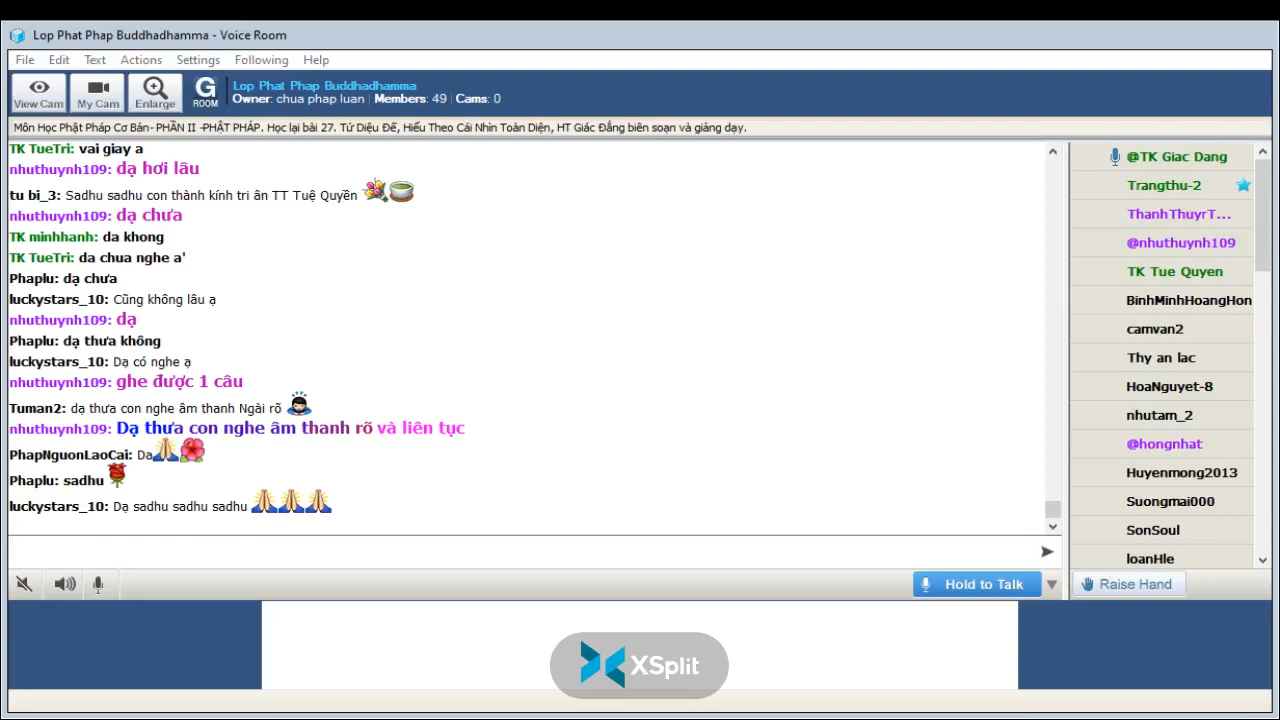 Lop Phat Phap Buddhadhamma - Voice Room
File Edit Text Actions Settings Following Help
View Cam My Cam Enlarge G ROOM
Lop Phat Phap Buddhadhamma
Owner: chua phap luan | Members: 49 | Cams: 0
Môn Học Phật Pháp Cơ Bản- PHẦN II -PHẬT PHÁP. Học lại bài 27. Tứ Diệu Đế, Hiểu Theo Cái Nhìn Toàn Diện, HT Giác Đẳng biên soạn và giảng dạy.
TK TueTri: vai giay a
nhuthuynh109: dạ hơi lâu
tu bi_3: Sadhu sadhu con thành kính tri ân TT Tuệ Quyền
nhuthuynh109: dạ chưa
TK minhhanh: da khong
TK TueTri: da chua nghe a'
Phaplu: dạ chưa
luckystars_10: Cũng không lâu ạ
nhuthuynh109: dạ
Phaplu: dạ thưa không
luckystars_10: Dạ có nghe ạ
nhuthuynh109: ghe được 1 câu
Tuman2: dạ thưa con nghe âm thanh Ngài rõ
nhuthuynh109: Dạ thưa con nghe âm thanh rõ và liên tục
PhapNguonLaoCai: Da
Phaplu: sadhu
luckystars_10: Dạ sadhu sadhu sadhu
@TK Giac Dang
Trangthu-2
ThanhThuyrT...
@nhuthuynh109
TK Tue Quyen
BinhMinhHoangHon
camvan2
Thy an lac
HoaNguyet-8
nhutam_2
@hongnhat
Huyenmong2013
Suongmai000
SonSoul
loanHle
Hold to Talk
Raise Hand
XSplit